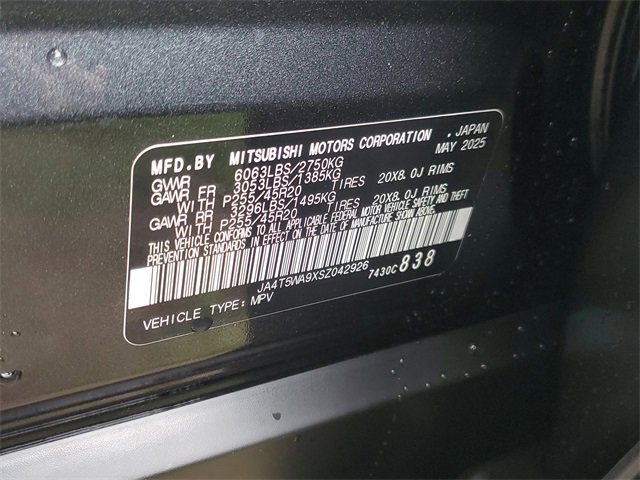 MFD.BY MITSUBISHI MOTORS CORPORATION . JAPAN
GVWR 6063LBS/2750KG MAY 2025
GAWR FR 3053LBS/1385KG
WITH P255/45R20 TIRES 20X8.0J RIMS
GAWR RR 3296LBS/1495KG
WITH P255/45R20 TIRES 20X8.0J RIMS
THIS VEHICLE CONFORMS TO ALL APPLICABLE FEDERAL MOTOR VEHICLE SAFETY AND THEFT
PREVENTION STANDARDS IN EFFECT ON THE DATE OF MANUFACTURE SHOWN ABOVE.
JA4T5WA9XSZ042926 7430C 838
VEHICLE TYPE: MPV